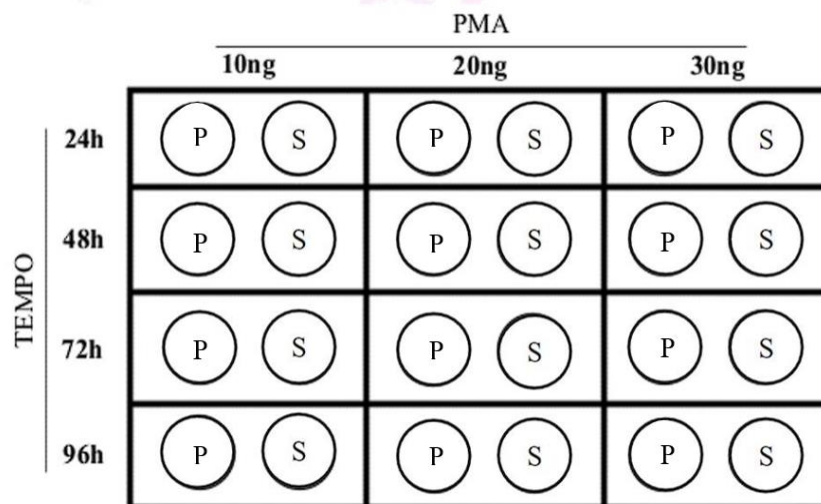 PMA
10ng 20ng 30ng
24h P S P S P S
48h P S P S P S
TEMPO
72h P S P S P S
96h P S P S P S